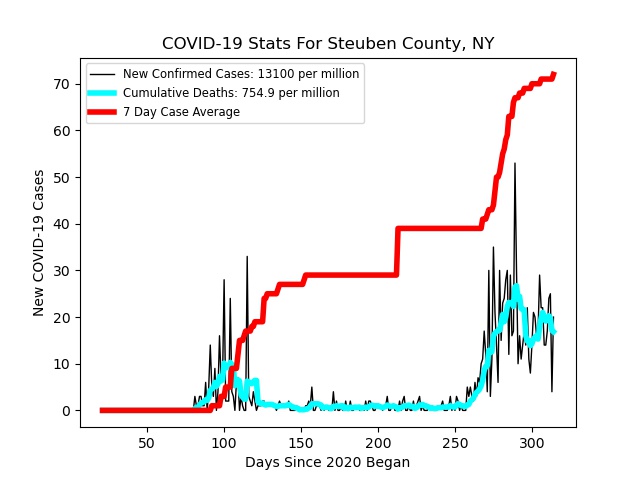 COVID-19 Stats For Steuben County, NY
New Confirmed Cases: 13100 per million
Cumulative Deaths: 754.9 per million
7 Day Case Average
New COVID-19 Cases
70
60
50
40
30
20
10
0
50 100 150 200 250 300
Days Since 2020 Began